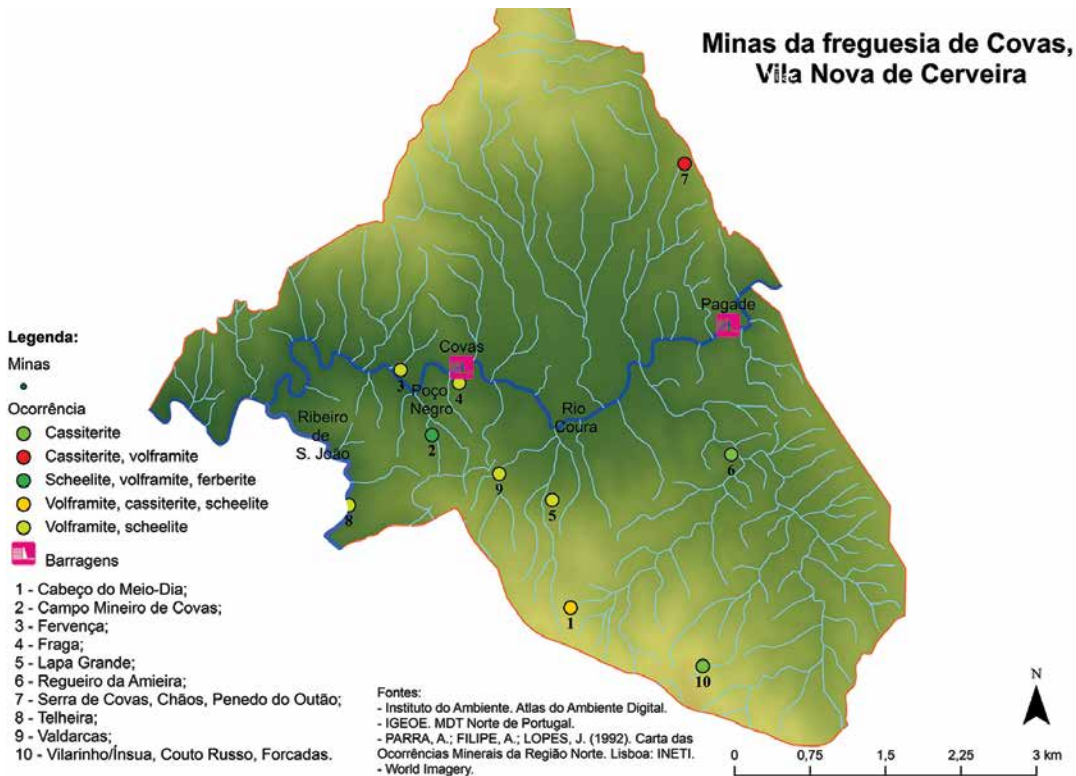 Minas da freguesia de Covas,
Vila Nova de Cerveira
7
Pagade
Covas
3
Poço
Negro
4
Rio
Coura
Ribeiro
de
S. João
2
6
9
5
8
1
10
Legenda:
Minas
Ocorrência
Cassiterite
Cassiterite, volframite
Scheelite, volframite, ferberite
Volframite, cassiterite, scheelite
Volframite, scheelite
Barragens
1 - Cabeço do Meio-Dia;
2 - Campo Mineiro de Covas;
3 - Fervença;
4 - Fraga;
5 - Lapa Grande;
6 - Regueiro da Amieira;
7 - Serra de Covas, Chãos, Penedo do Outão;
8 - Telheira;
9 - Valdarcas;
10 - Vilarinho/Ínsua, Couto Russo, Forcadas.
Fontes:
- Instituto do Ambiente. Atlas do Ambiente Digital.
- IGEOE. MDT Norte de Portugal.
- PARRA, A.; FILIPE, A.; LOPES, J. (1992). Carta das
Ocorrências Minerais da Região Norte. Lisboa: INETI.
- World Imagery.
N
0 0,75 1,5 2,25 3 km